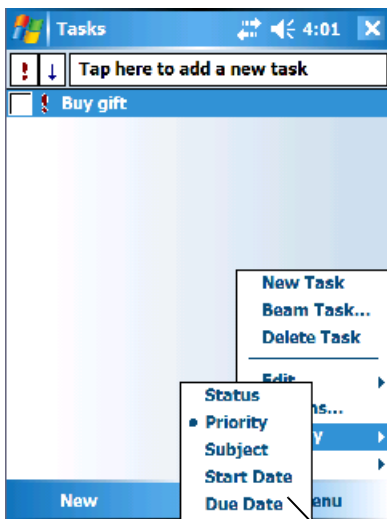 Tasks 4:01
Tap here to add a new task
Buy gift
New Task
Beam Task...
Delete Task
Edit
Status
Priority
Subject
Start Date
Due Date
New